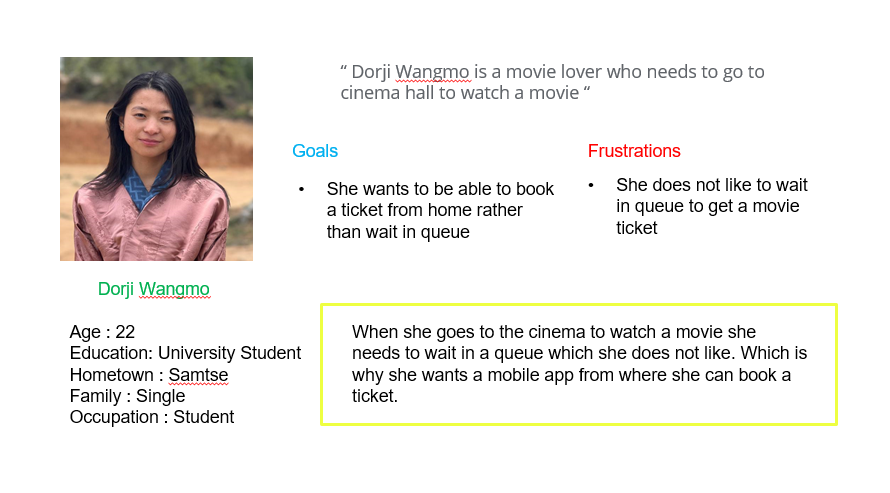 “ Dorji Wangmo is a movie lover who needs to go to
cinema hall to watch a movie “
Goals
• She wants to be able to book
a ticket from home rather
than wait in queue
Frustrations
• She does not like to wait
in queue to get a movie
ticket
Dorji Wangmo
Age : 22
Education: University Student
Hometown : Samtse
Family : Single
Occupation : Student
When she goes to the cinema to watch a movie she
needs to wait in a queue which she does not like. Which is
why she wants a mobile app from where she can book a
ticket.